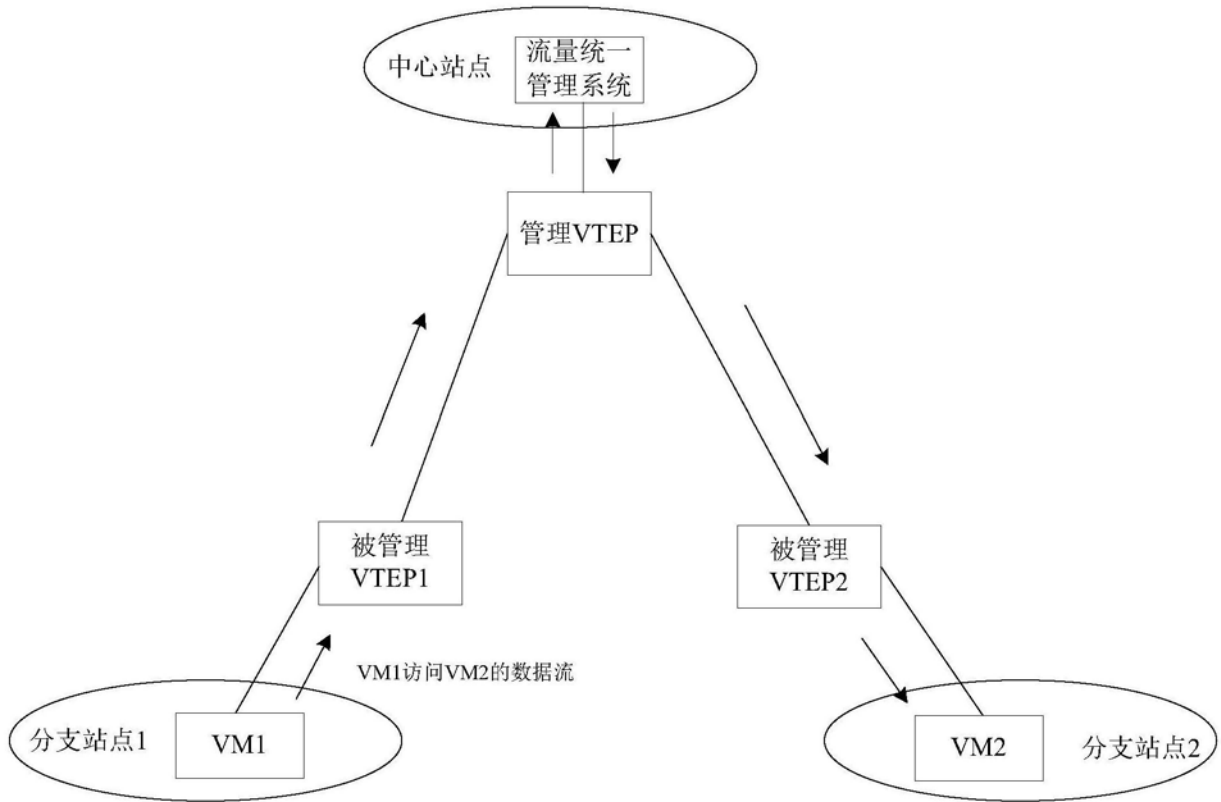 中心站点
流量统一
管理系统
管理VTEP
被管理
VTEP1
被管理
VTEP2
VM1访问VM2的数据流
分支站点1
VM1
VM2
分支站点2